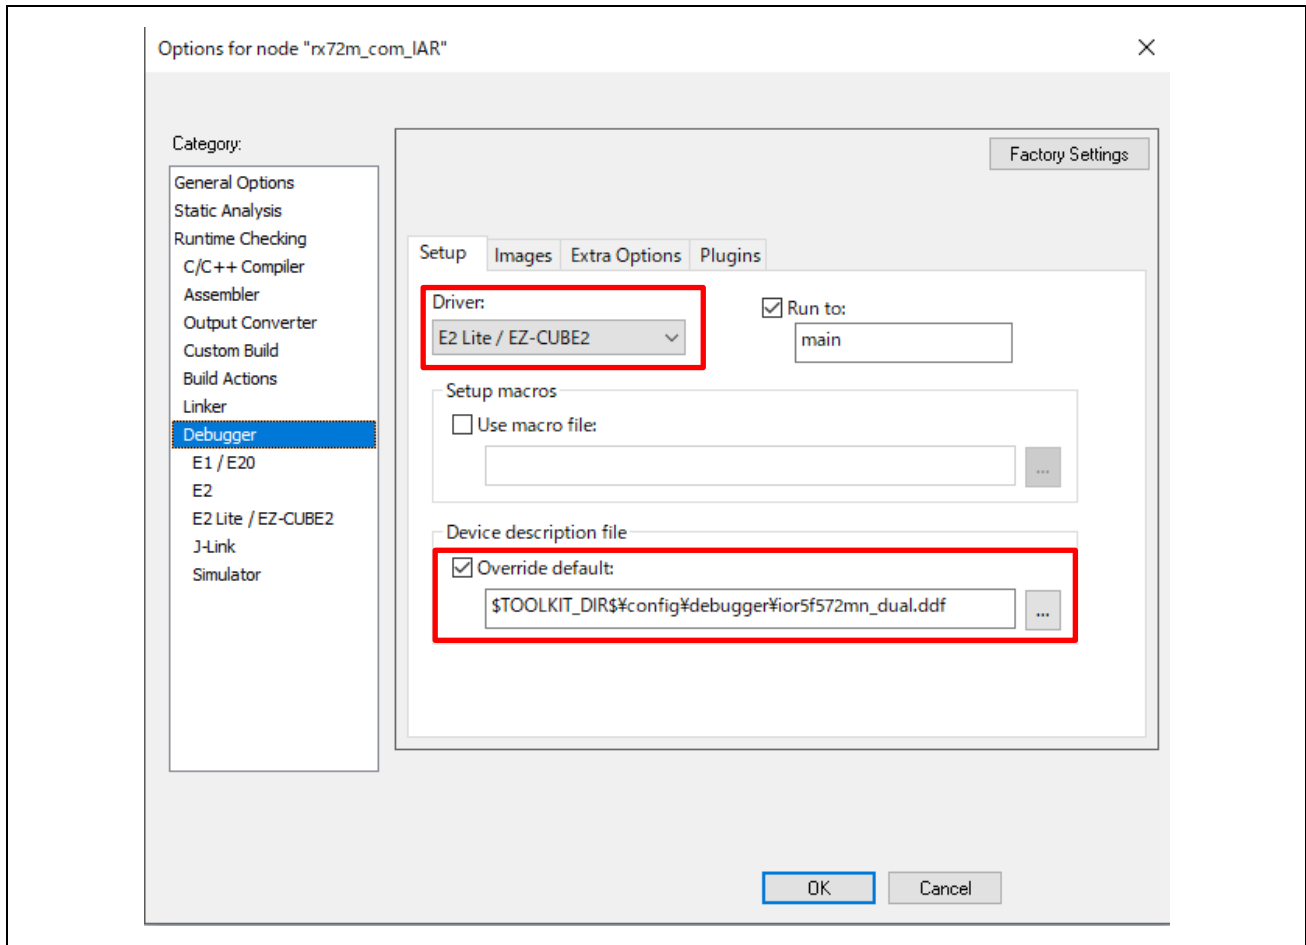 Options for node "rx72m_com_IAR"
Category:
General Options
Static Analysis
Runtime Checking
C/C++ Compiler
Assembler
Output Converter
Custom Build
Build Actions
Linker
Debugger
E1 / E20
E2
E2 Lite / EZ-CUBE2
J-Link
Simulator
Factory Settings
Setup Images Extra Options Plugins
Driver:
E2 Lite / EZ-CUBE2
Run to:
main
Setup macros
Use macro file:
...
Device description file
Override default:
$TOOLKIT_DIR$¥config¥debugger¥ior5f572mn_dual.ddf
...
OK Cancel